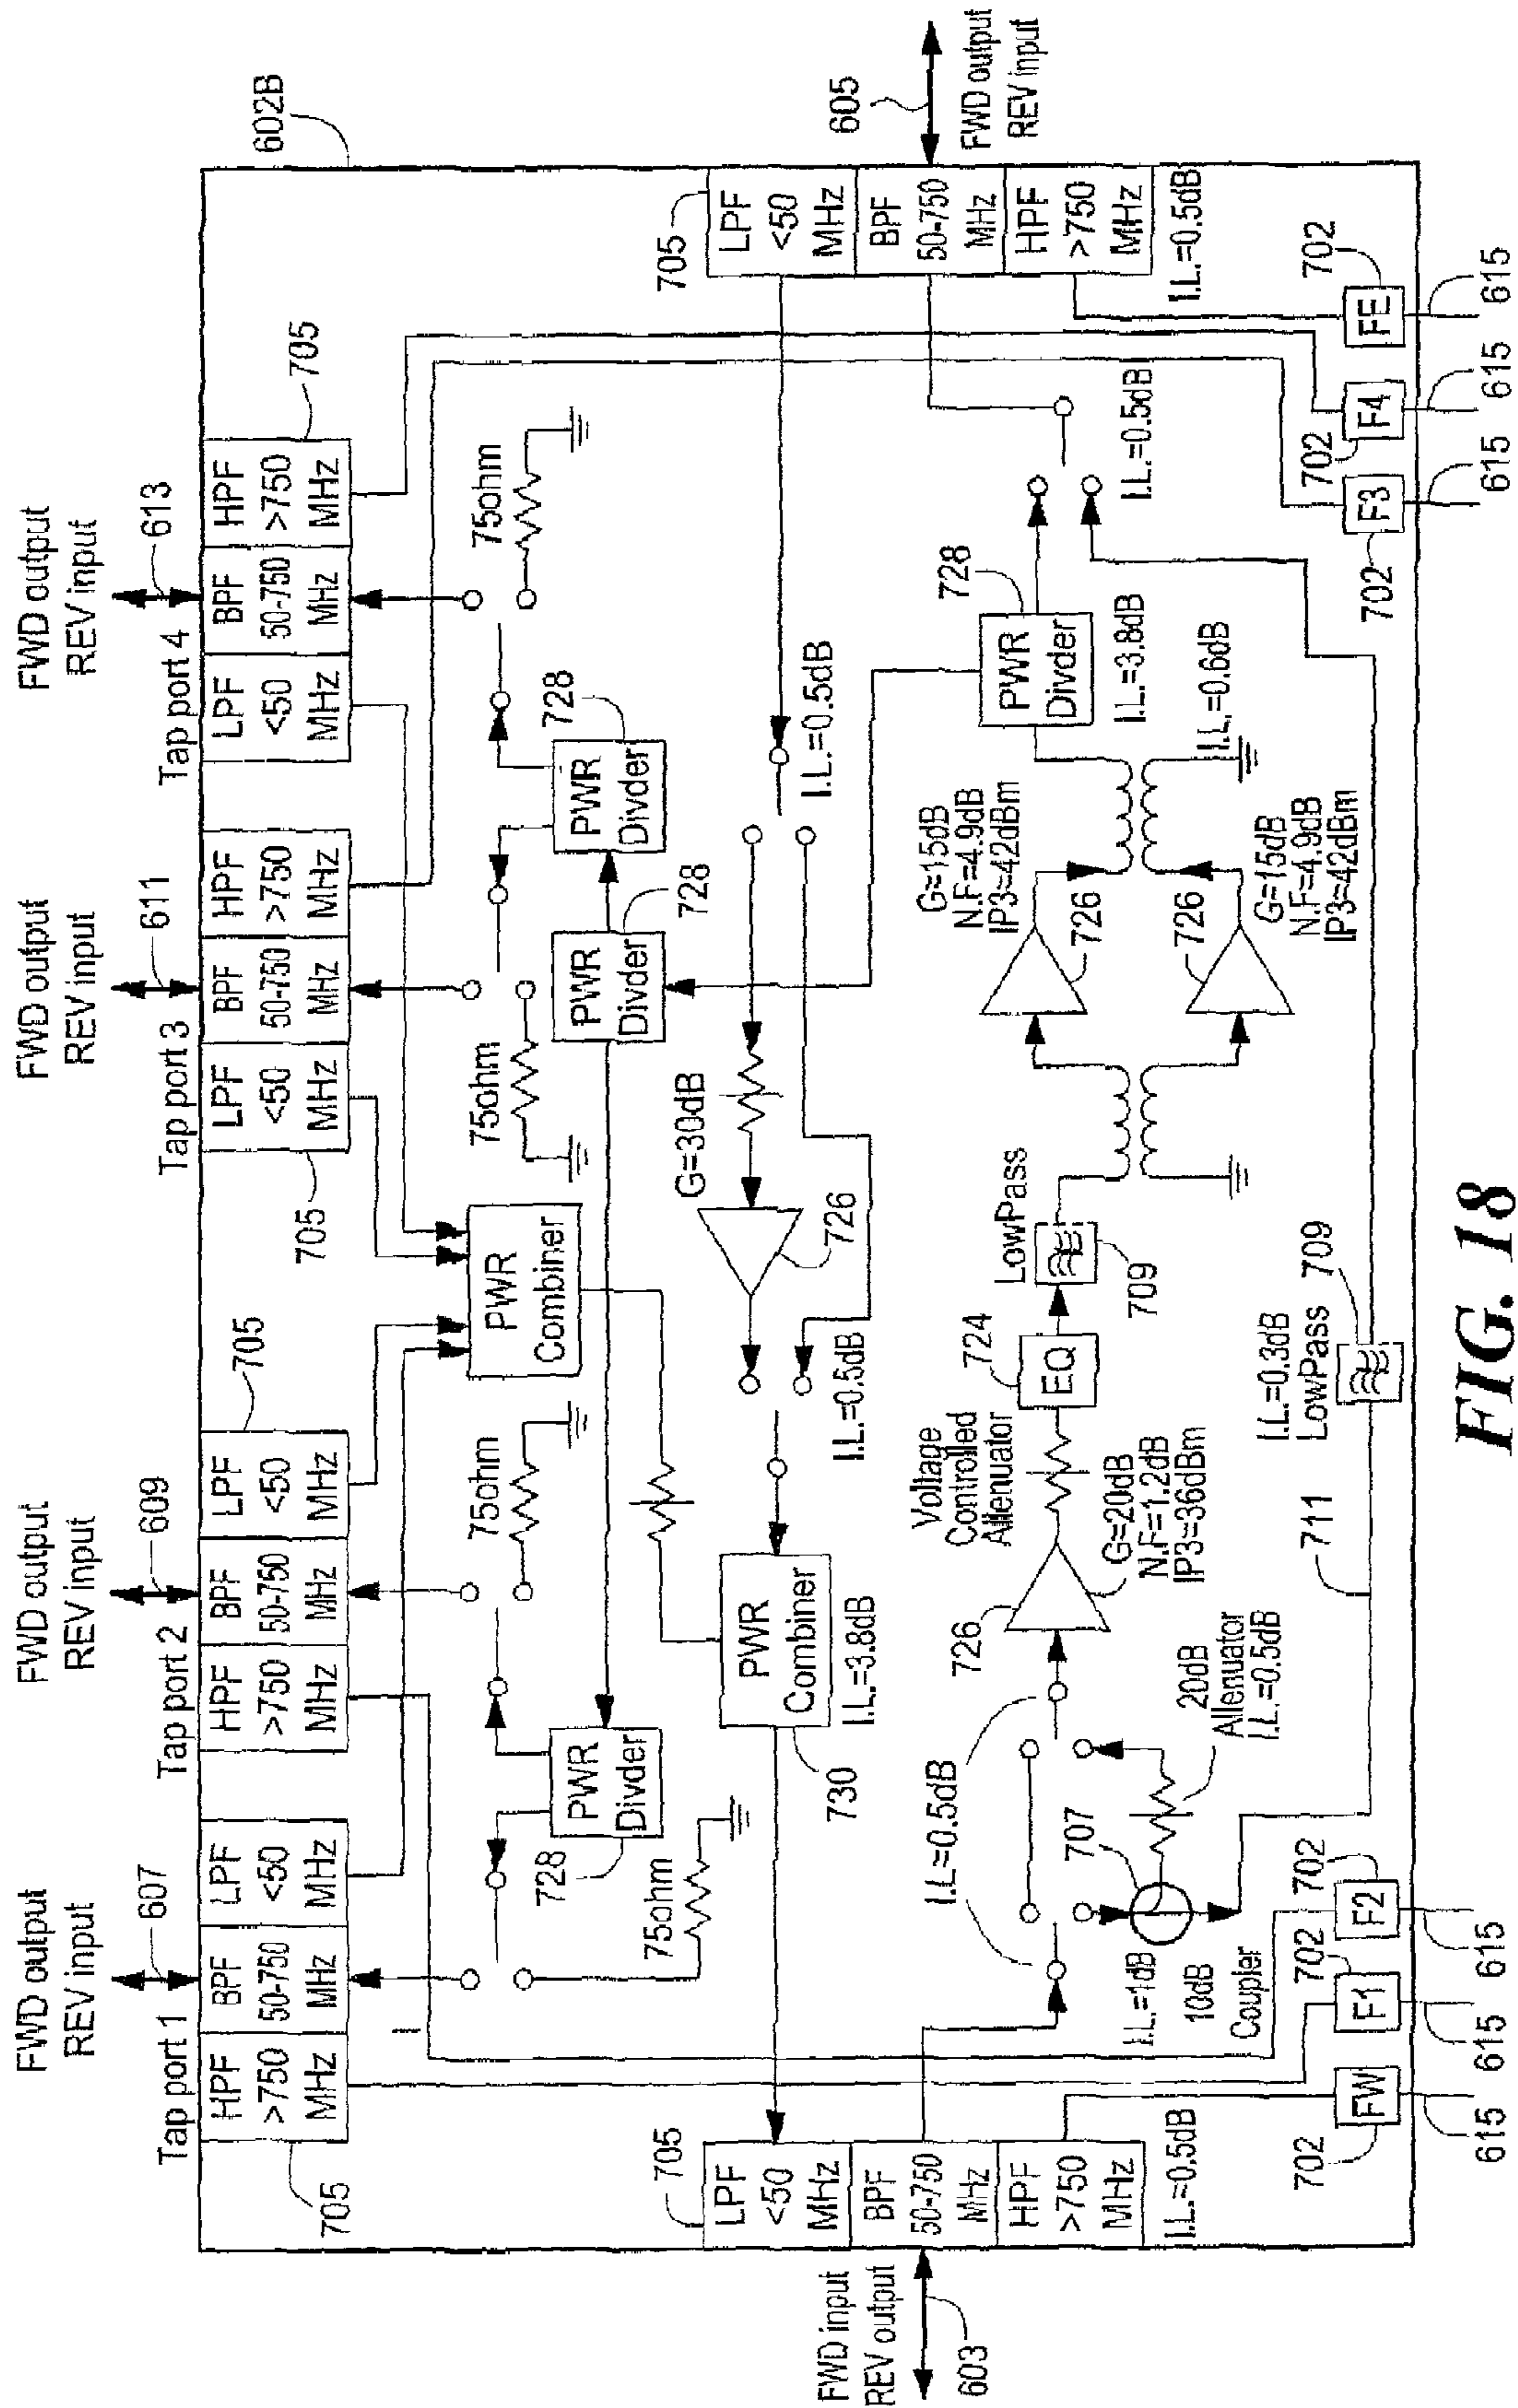 FWD output
REV input
607
FWD output
REV input
609
FWD output
REV input
611
FWD output
REV input
613
602B
Tap port 1
HPF
>750
MHz
BPF
50-750
MHz
LPF
<50
MHz
705
Tap port 2
HPF
>750
MHz
BPF
50-750
MHz
LPF
<50
MHz
705
Tap port 3
LPF
<50
MHz
BPF
50-750
MHz
HPF
>750
MHz
705
Tap port 4
LPF
<50
MHz
BPF
50-750
MHz
HPF
>750
MHz
705
75ohm
75ohm
75ohm
75ohm
PWR
Divder
728
PWR
Combiner
PWR
Divder
728
PWR
Divder
728
G=30dB
726
I.L.=0.5dB
I.L.=0.5dB
PWR
Combiner
I.L.=3.8dB
730
705
LPF
<50
MHz
BPF
50-750
MHz
HPF
>750
MHz
I.L.=0.5dB
FWD input
REV output
603
705
LPF
<50
MHz
BPF
50-750
MHz
HPF
>750
MHz
I.L.=0.5dB
605
FWD output
REV input
I.L.=0.5dB
I.L.=1dB
10dB
Coupler
707
20dB
Attenuator
I.L.=0.5dB
726
G=20dB
N.F=1.2dB
IP3=36dBm
Voltage
Controlled
Attenuator
724
EQ
LowPass
709
G=15dB
N.F=4.9dB
IP3=42dBm
726
726
G=15dB
N.F=4.9dB
IP3=42dBm
I.L.=0.6dB
PWR
Divder
728
I.L.=3.8dB
I.L.=0.5dB
711
I.L.=0.3dB
LowPass
709
702
FW
615
702
F1
615
702
F2
615
702
F3
615
702
F4
615
702
FE
615
FIG. 18